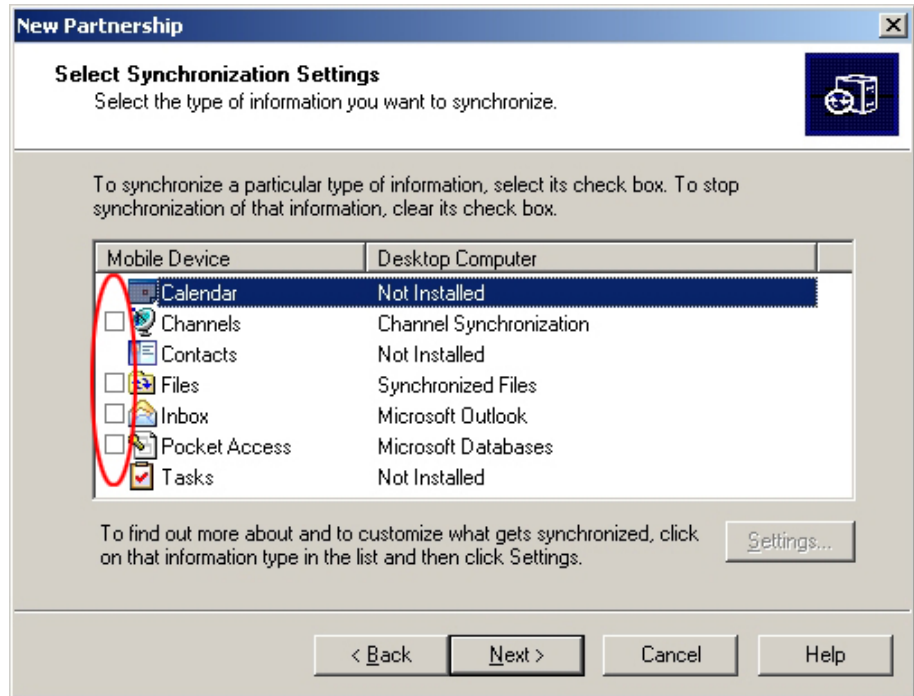 New Partnership
Select Synchronization Settings
Select the type of information you want to synchronize.
To synchronize a particular type of information, select its check box. To stop
synchronization of that information, clear its check box.
Mobile Device Desktop Computer
Calendar Not Installed
Channels Channel Synchronization
Contacts Not Installed
Files Synchronized Files
Inbox Microsoft Outlook
Pocket Access Microsoft Databases
Tasks Not Installed
To find out more about and to customize what gets synchronized, click
on that information type in the list and then click Settings.
Settings...
< Back Next > Cancel Help